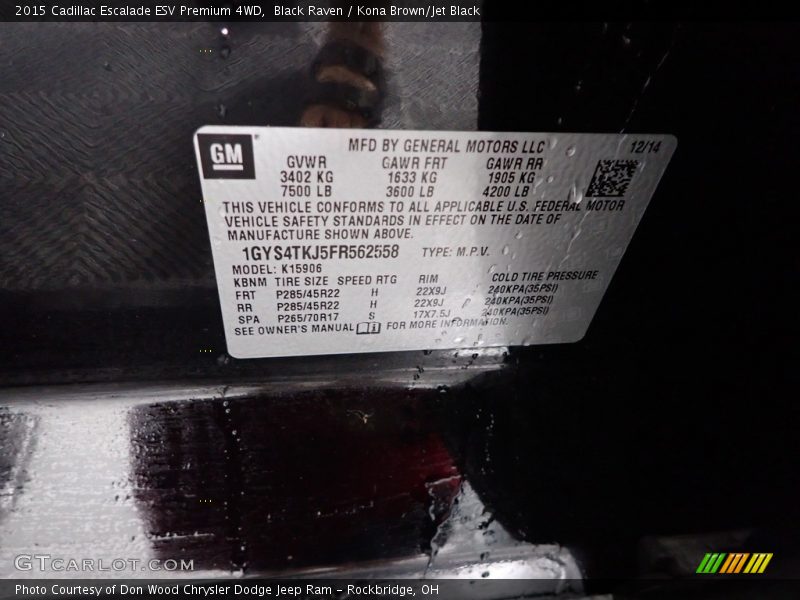 2015 Cadillac Escalade ESV Premium 4WD,  Black Raven / Kona Brown/Jet Black
GM
MFD BY GENERAL MOTORS LLC 12/14
GVWR GAWR FRT GAWR RR
3402 KG 1633 KG 1905 KG
7500 LB 3600 LB 4200 LB
THIS VEHICLE CONFORMS TO ALL APPLICABLE U.S. FEDERAL MOTOR
VEHICLE SAFETY STANDARDS IN EFFECT ON THE DATE OF
MANUFACTURE SHOWN ABOVE.
1GYS4TKJ5FR562558 TYPE: M.P.V.
MODEL: K15906
KBNM TIRE SIZE SPEED RTG RIM COLD TIRE PRESSURE
FRT P285/45R22 H 22X9J 240KPA(35PSI)
RR P285/45R22 H 22X9J 240KPA(35PSI)
SPA P265/70R17 S 17X7.5J 240KPA(35PSI)
SEE OWNER'S MANUAL FOR MORE INFORMATION.
GTCARLOT.COM
Photo Courtesy of Don Wood Chrysler Dodge Jeep Ram - Rockbridge, OH